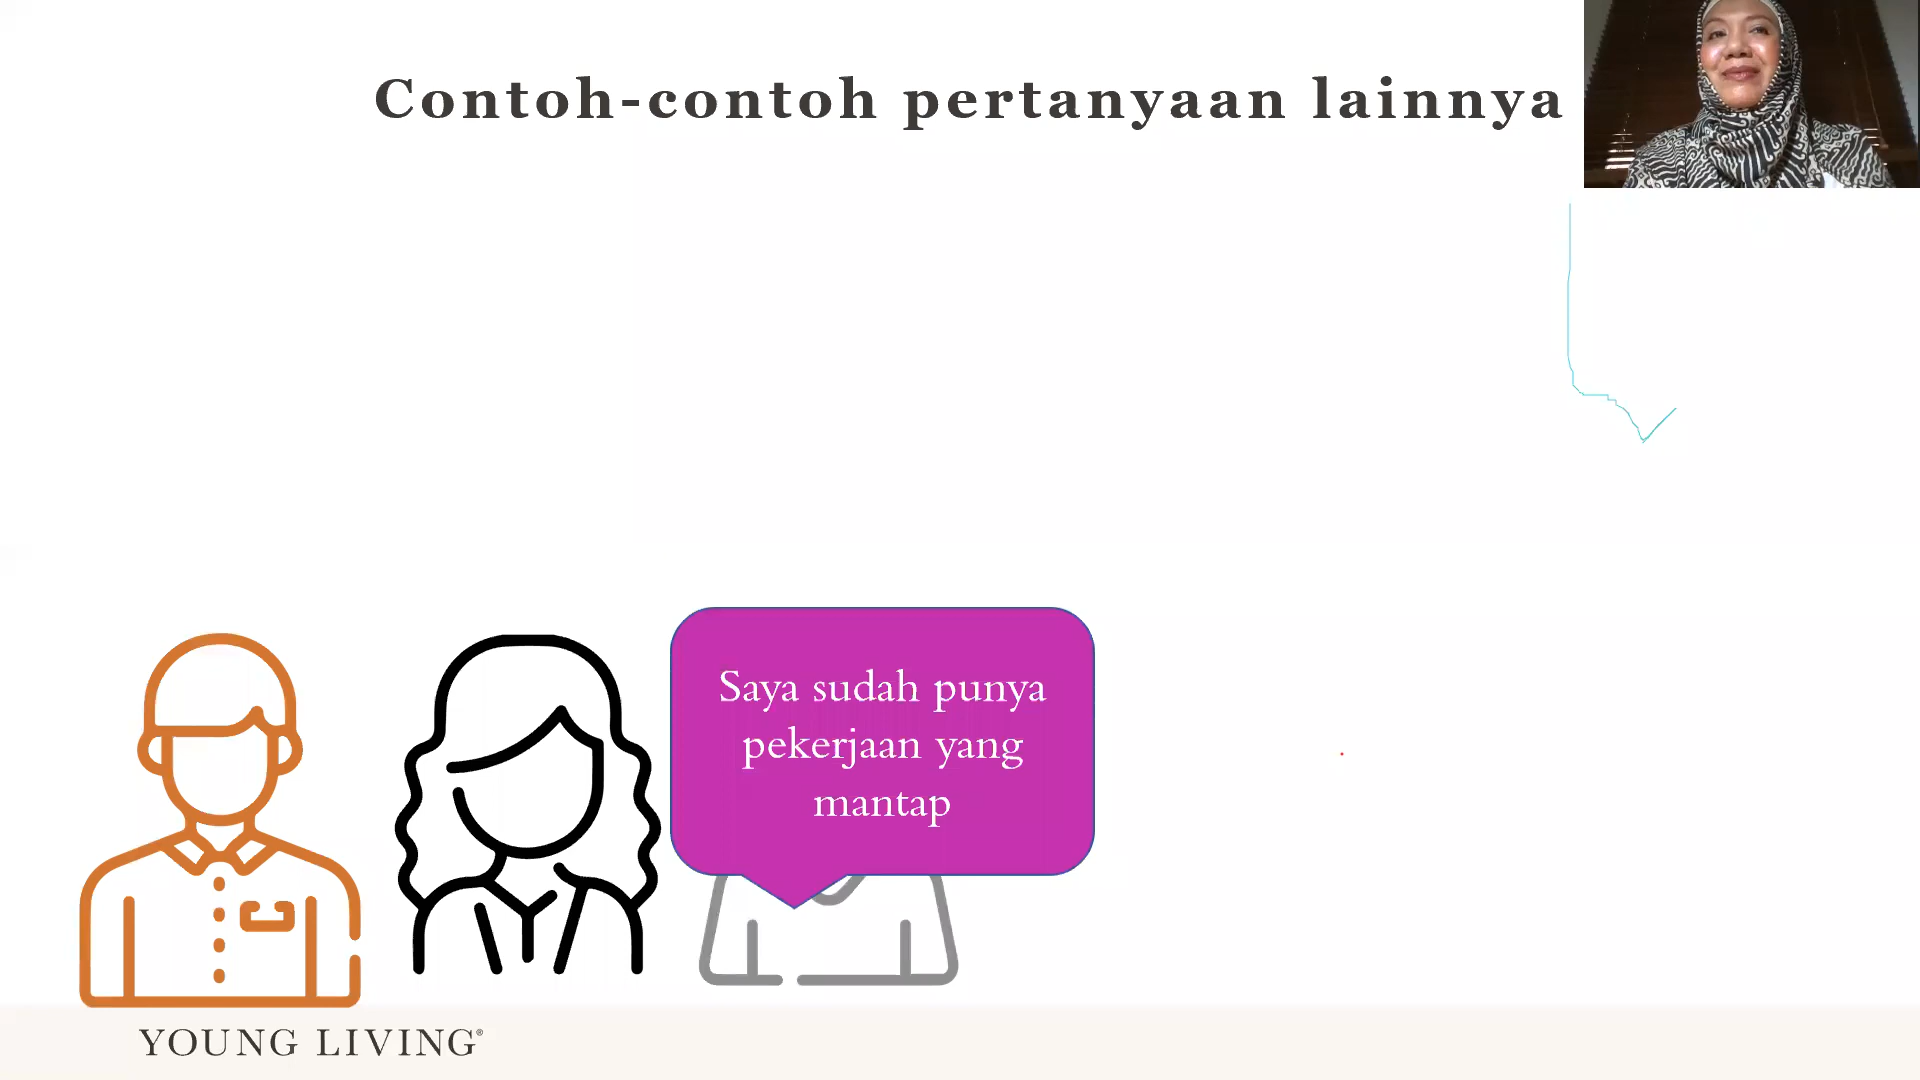 Contoh-contoh pertanyaan lainnya
Saya sudah punya
pekerjaan yang
mantap
YOUNG LIVING®